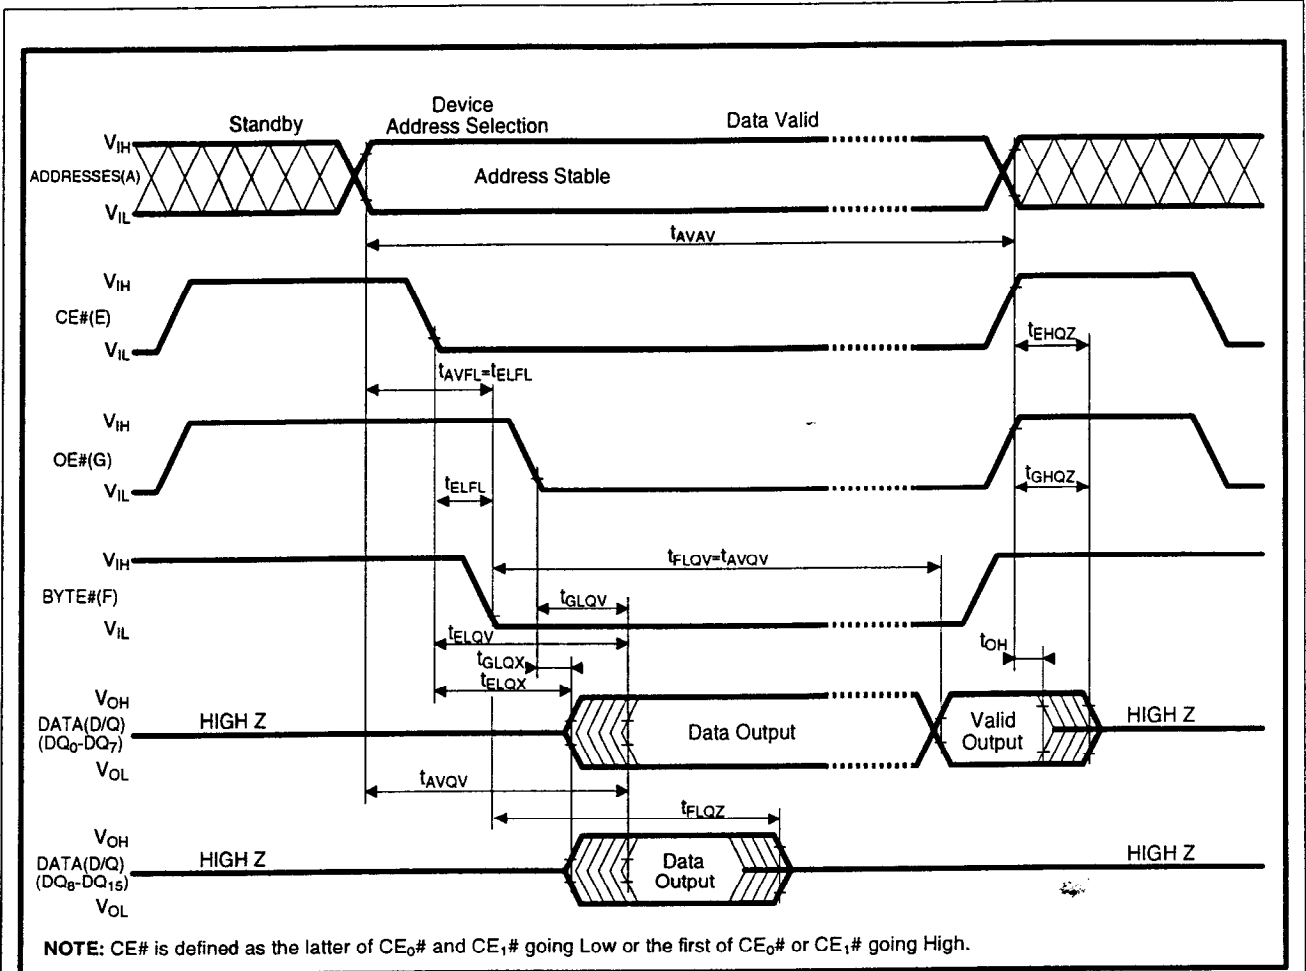 Standby
Device
Address Selection
Data Valid
VIH
ADDRESSES(A)
VIL
Address Stable
tAVAV
VIH
CE#(E)
VIL
tEHQZ
tAVFL=tELFL
VIH
OE#(G)
VIL
tELFL
tGHQZ
VIH
BYTE#(F)
VIL
tFLQV=tAVQV
tGLQV
tELQV
tOH
tGLQX
tELQX
VOH
DATA(D/Q)
(DQ0-DQ7)
VOL
HIGH Z
Data Output
Valid
Output
HIGH Z
tAVQV
tFLQZ
VOH
DATA(D/Q)
(DQ8-DQ15)
VOL
HIGH Z
Data
Output
HIGH Z
NOTE: CE# is defined as the latter of CE0# and CE1# going Low or the first of CE0# or CE1# going High.